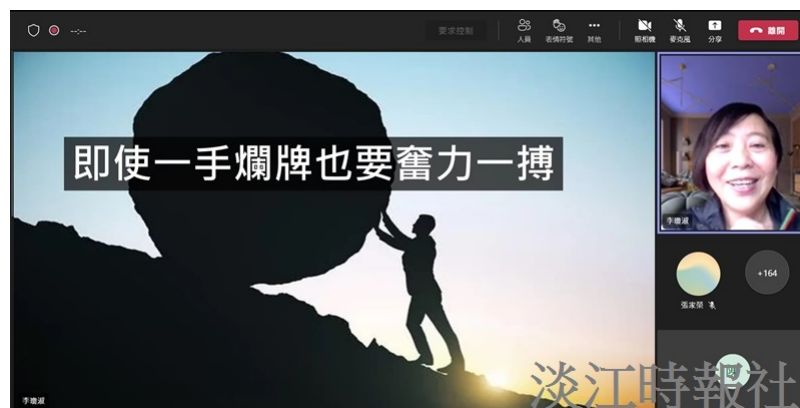 --:--
要求控制
人員
表情符號
其他
照相機
麥克風
分享
離開
即使一手爛牌也要奮力一搏
李瓊淑
+164
張家榮
李瓊淑
淡江時報社